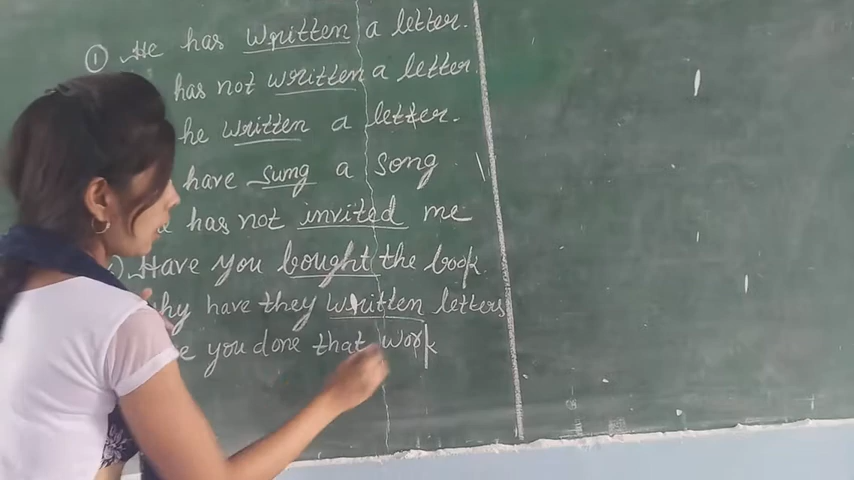 ① He has written a letter.
has not written a letter.
he written a letter.
have sung a song
has not invited me
Have you bought the book.
have they written letters
you done that work